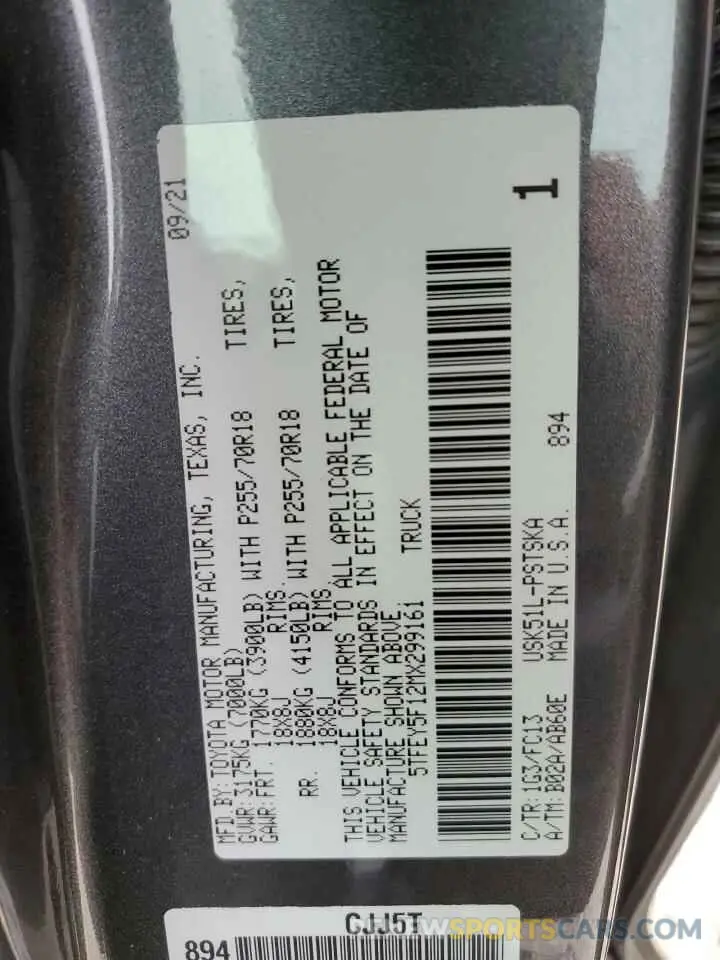 MFD.BY: TOYOTA MOTOR MANUFACTURING, TEXAS, INC. 09/21
GVWR: 3175KG (7000LB)
GAWR: FRT. 1770KG (3900LB) WITH P255/70R18 TIRES,
18X8J RIMS.
RR. 1880KG (4150LB) WITH P255/70R18 TIRES,
18X8J RIMS
THIS VEHICLE CONFORMS TO ALL APPLICABLE FEDERAL MOTOR
VEHICLE SAFETY STANDARDS IN EFFECT ON THE DATE OF
MANUFACTURE SHOWN ABOVE.
5TFEY5F12MX299161 TRUCK
1
C/TR: 1G3/FC13 USK51L-PSTSKA 894
A/TM: B02A/AB60E MADE IN U.S.A.
894
GJJ5T
AUTOSPORTSCARS.COM